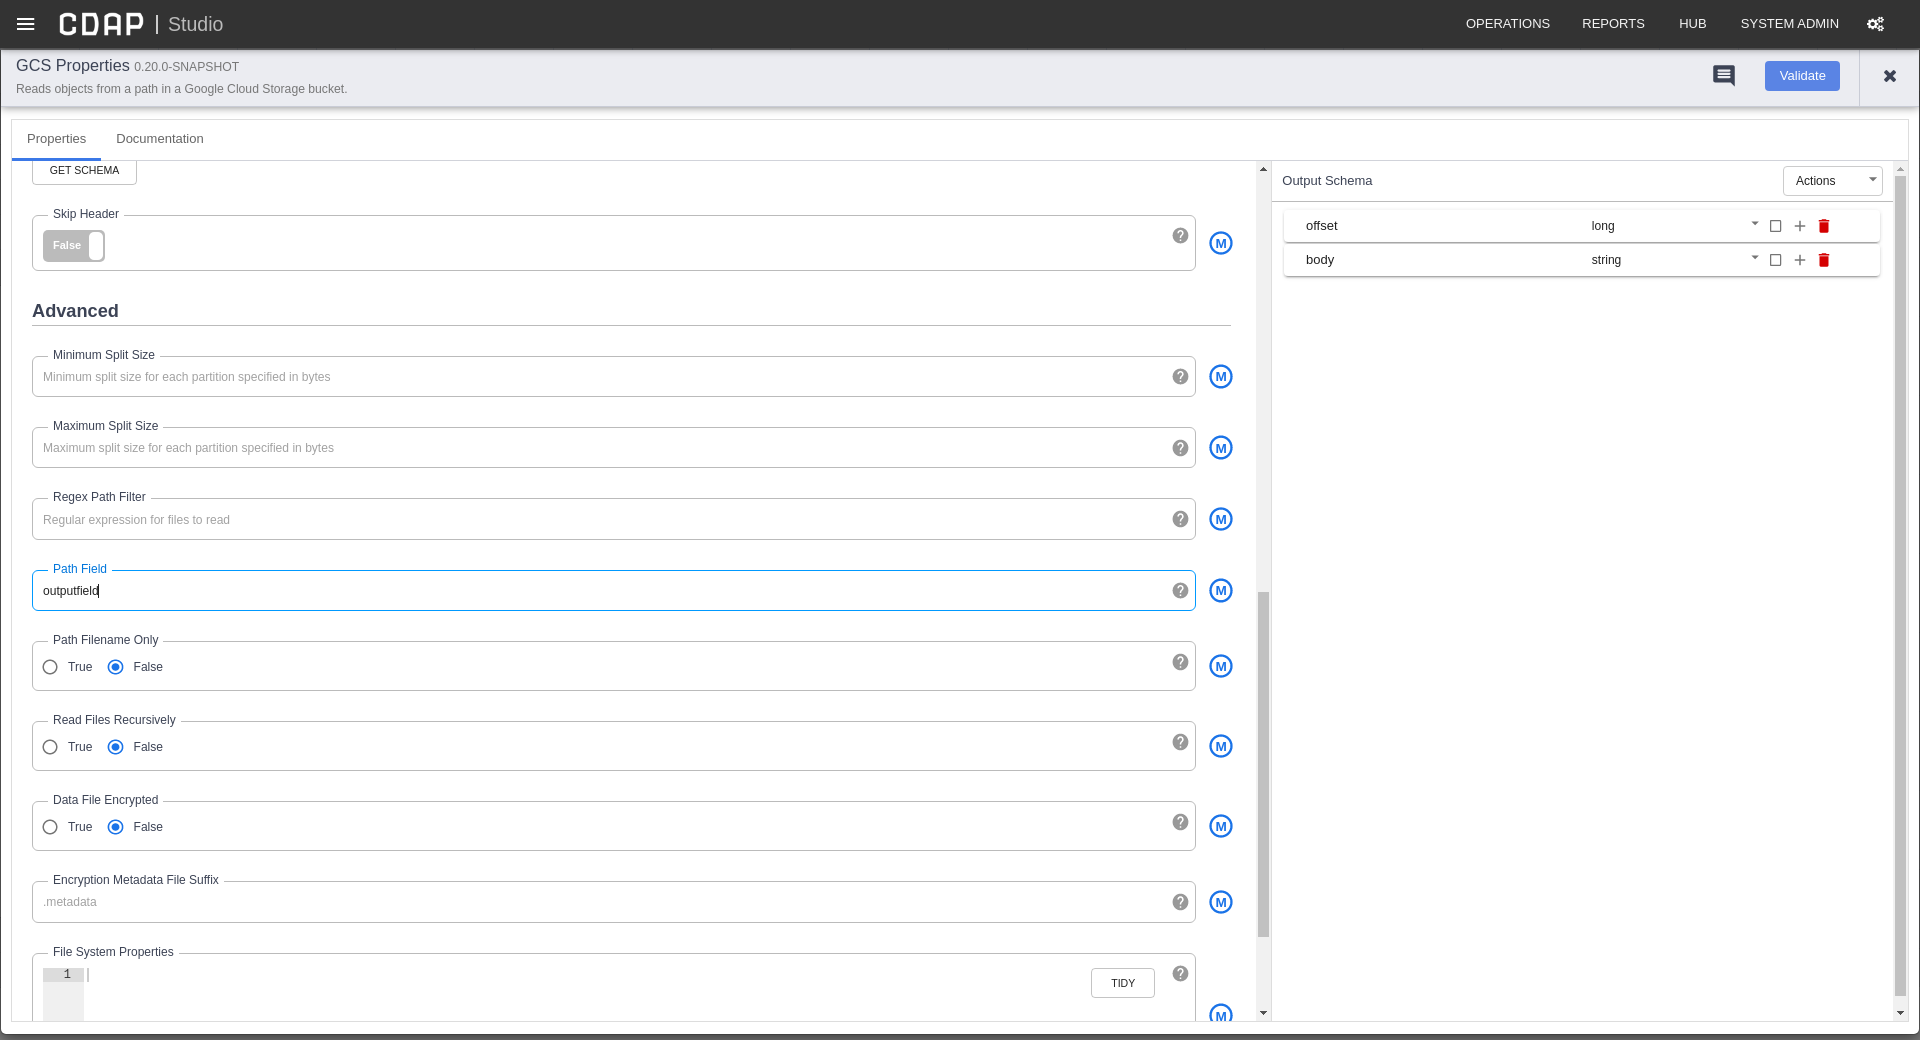 CDAP | Studio
OPERATIONS REPORTS HUB SYSTEM ADMIN
GCS Properties 0.20.0-SNAPSHOT
Reads objects from a path in a Google Cloud Storage bucket.
Validate
Properties Documentation
GET SCHEMA
Skip Header
False
M
Advanced
Minimum Split Size
Minimum split size for each partition specified in bytes
M
Maximum Split Size
Maximum split size for each partition specified in bytes
M
Regex Path Filter
Regular expression for files to read
M
Path Field
outputfield
M
Path Filename Only
True False
M
Read Files Recursively
True False
M
Data File Encrypted
True False
M
Encryption Metadata File Suffix
.metadata
M
File System Properties
1
TIDY
M
Output Schema
Actions
offset long
body string